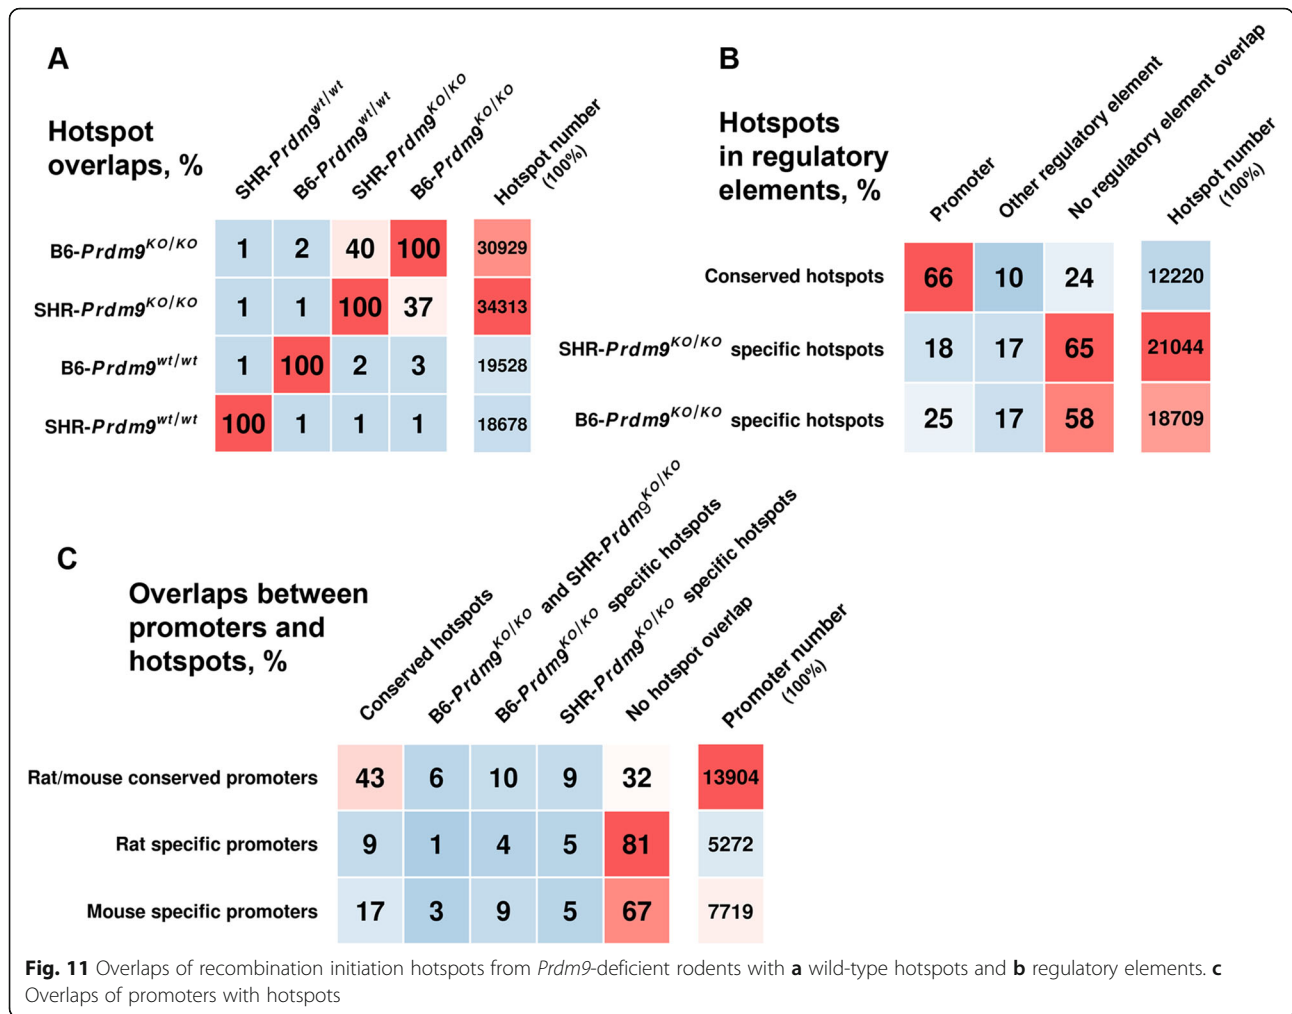 A
Hotspot
overlaps, %
SHR-Prdm9wt/wt
B6-Prdm9wt/wt
SHR-Prdm9KO/KO
B6-Prdm9KO/KO
Hotspot number
(100%)
B6-Prdm9KO/KO 1 2 40 100 30929
SHR-Prdm9KO/KO 1 1 100 37 34313
B6-Prdm9wt/wt 1 100 2 3 19528
SHR-Prdm9wt/wt 100 1 1 1 18678
B
Hotspots
in regulatory
elements, %
Promoter
Other regulatory element
No regulatory element overlap
Hotspot number
(100%)
Conserved hotspots 66 10 24 12220
SHR-Prdm9KO/KO specific hotspots 18 17 65 21044
B6-Prdm9KO/KO specific hotspots 25 17 58 18709
C
Overlaps between
promoters and
hotspots, %
Conserved hotspots
B6-Prdm9KO/KO and SHR-Prdm9KO/KO
B6-Prdm9KO/KO specific hotspots
SHR-Prdm9KO/KO specific hotspots
No hotspot overlap
Promoter number
(100%)
Rat/mouse conserved promoters 43 6 10 9 32 13904
Rat specific promoters 9 1 4 5 81 5272
Mouse specific promoters 17 3 9 5 67 7719
Fig. 11 Overlaps of recombination initiation hotspots from Prdm9-deficient rodents with a wild-type hotspots and b regulatory elements. c
Overlaps of promoters with hotspots